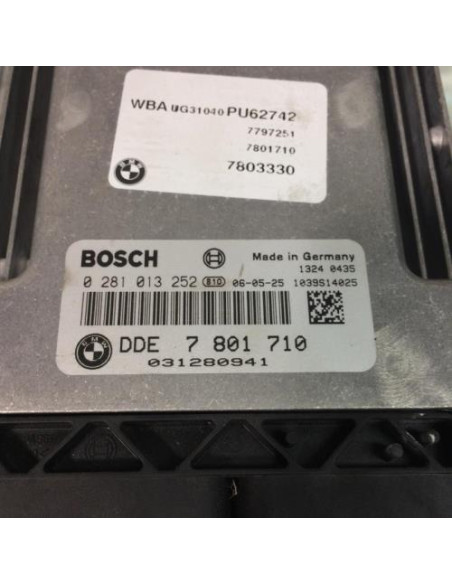 WBA UG31040 PU62742
7797251
7801710
7803330
BOSCH Made in Germany
1324 0435
0 281 013 252 B10 06-05-25 1039S14025
DDE 7 801 710
031280941